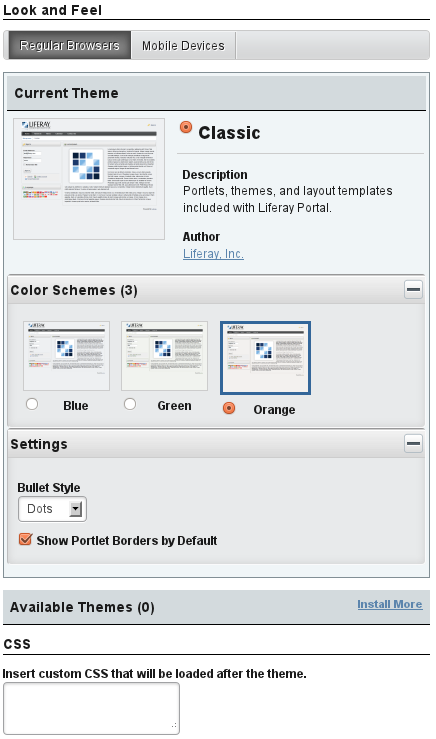 Look and Feel
Regular Browsers Mobile Devices
Current Theme
LIFERAY
Classic
Description
Portlets, themes, and layout templates
included with Liferay Portal.
Author
Liferay, Inc.
Color Schemes (3)
Blue Green Orange
Settings
Bullet Style
Dots
Show Portlet Borders by Default
Available Themes (0) Install More
CSS
Insert custom CSS that will be loaded after the theme.